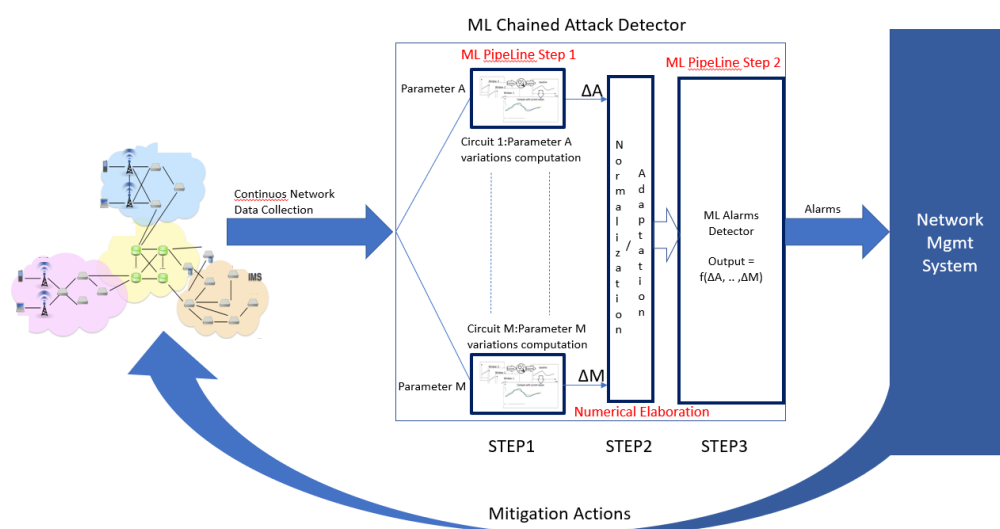 ML Chained Attack Detector
ML PipeLine Step 1
ML PipeLine Step 2
Parameter A
ΔA
Circuit 1:Parameter A
variations computation
Continuos Network
Data Collection
Normalization
/
Adaptation
ML Alarms
Detector
Output =
f(ΔA, .. ,ΔM)
Alarms
Network
Mgmt
System
IMS
Circuit M:Parameter M
variations computation
Parameter M
ΔM
Numerical Elaboration
STEP1
STEP2
STEP3
Mitigation Actions